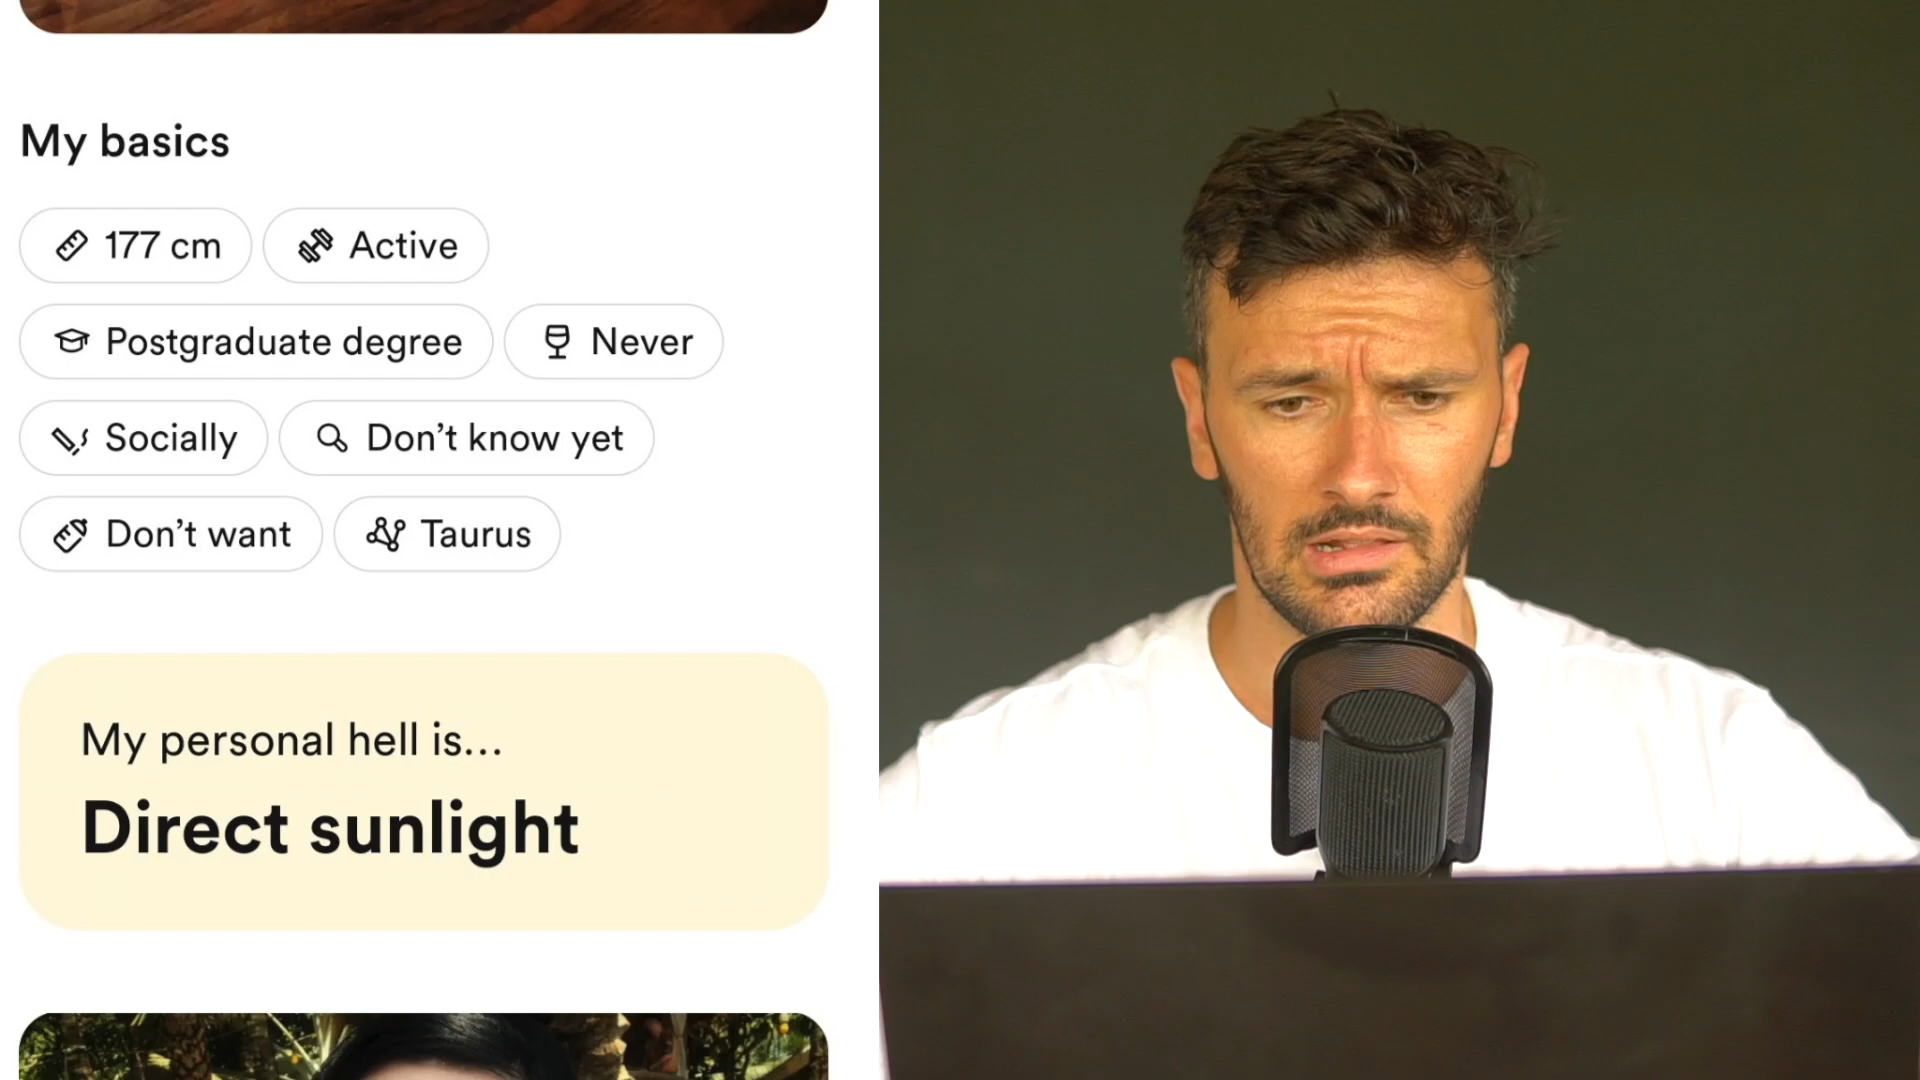 My basics
177 cm
Active
Postgraduate degree
Never
Socially
Don't know yet
Don't want
Taurus
My personal hell is...
Direct sunlight